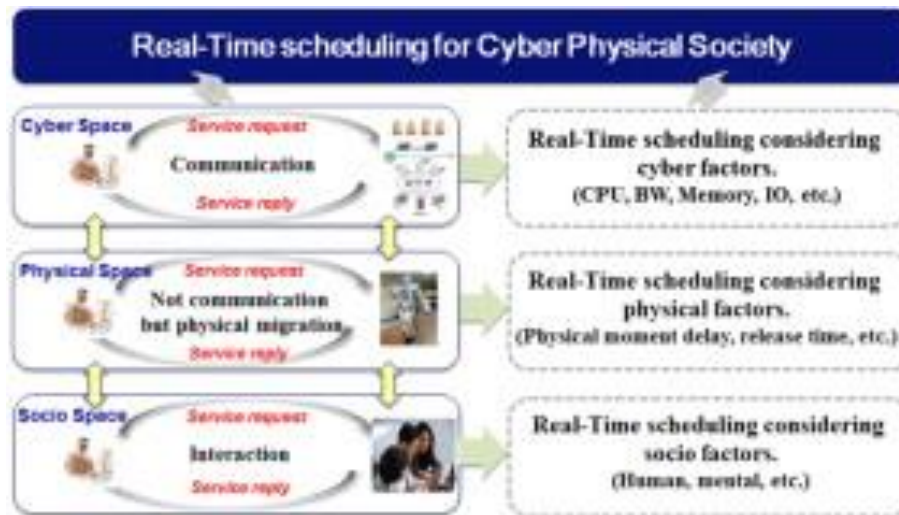 Real-Time scheduling for Cyber Physical Society
Cyber Space
Service request
Communication
Service reply
Real-Time scheduling considering
cyber factors.
(CPU, BW, Memory, IO, etc.)
Physical Space
Service request
Not communication
but physical migration
Service reply
Real-Time scheduling considering
physical factors.
(Physical moment delay, release time, etc.)
Socio Space
Service request
Interaction
Service reply
Real-Time scheduling considering
socio factors.
(Human, mental, etc.)